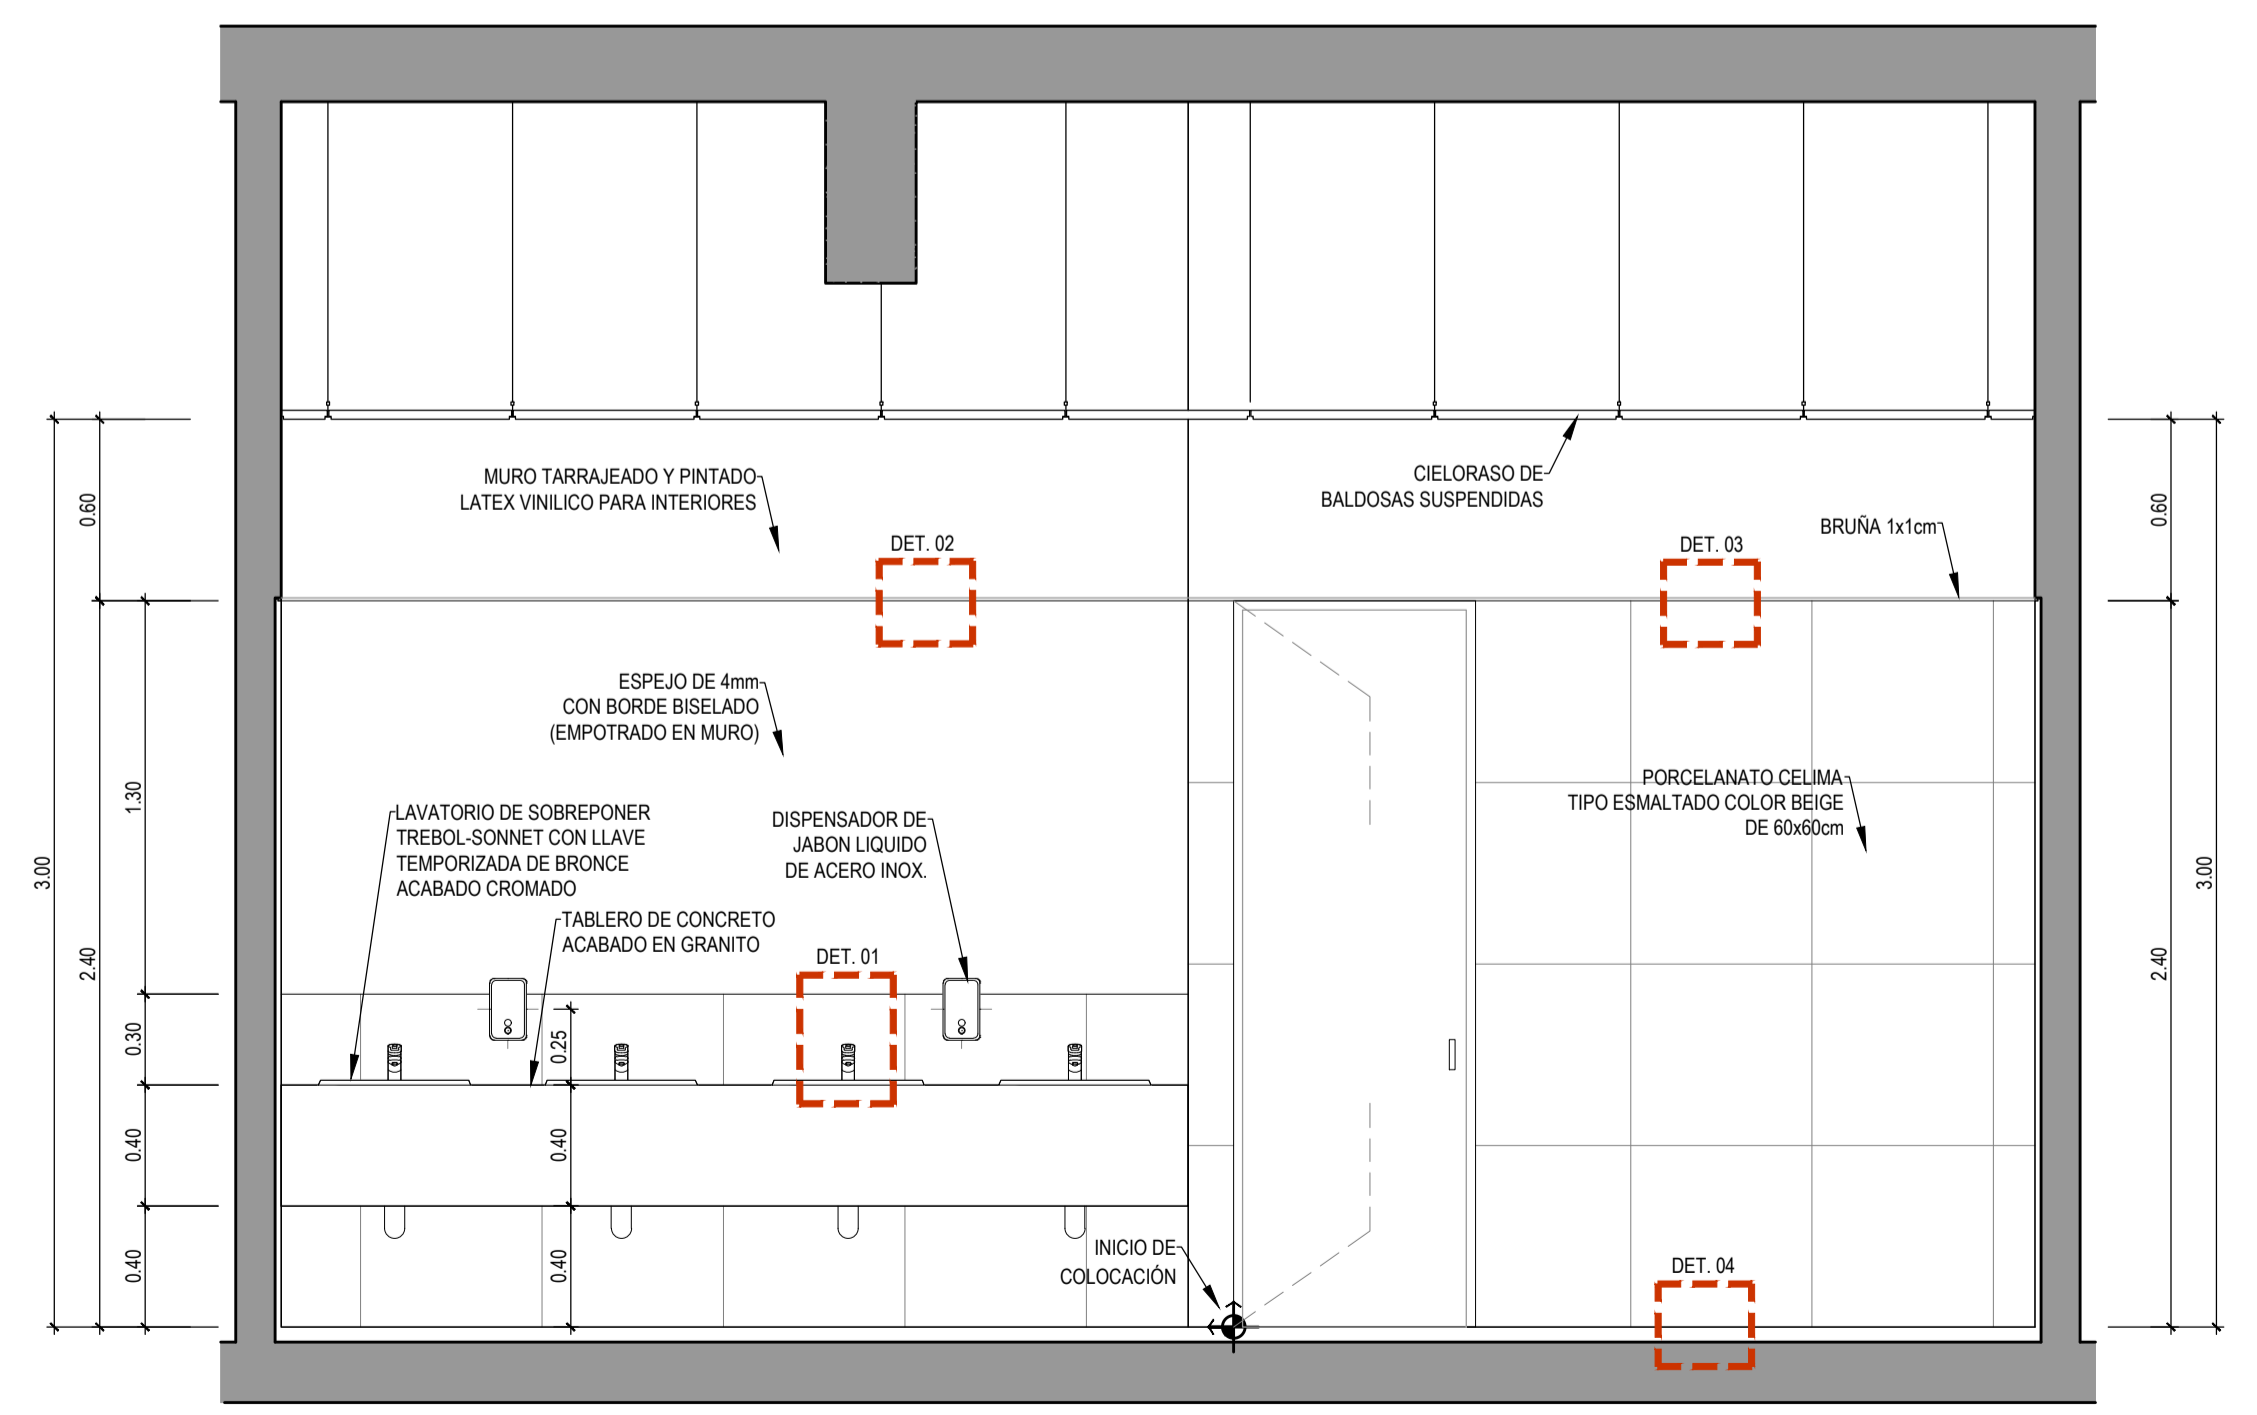 MURO TARRAJEADO Y PINTADO
LATEX VINILICO PARA INTERIORES
CIELORASO DE
BALDOSAS SUSPENDIDAS
BRUÑA 1x1cm
DET. 02
DET. 03
0.60
0.60
ESPEJO DE 4mm
CON BORDE BISELADO
(EMPOTRADO EN MURO)
PORCELANATO CELIMA
TIPO ESMALTADO COLOR BEIGE
DE 60x60cm
1.30
LAVATORIO DE SOBREPONER
TREBOL-SONNET CON LLAVE
TEMPORIZADA DE BRONCE
ACABADO CROMADO
DISPENSADOR DE
JABON LIQUIDO
DE ACERO INOX.
3.00
3.00
TABLERO DE CONCRETO
ACABADO EN GRANITO
DET. 01
2.40
2.40
0.30
0.25
0.40
0.40
INICIO DE
COLOCACIÓN
DET. 04
0.40
0.40